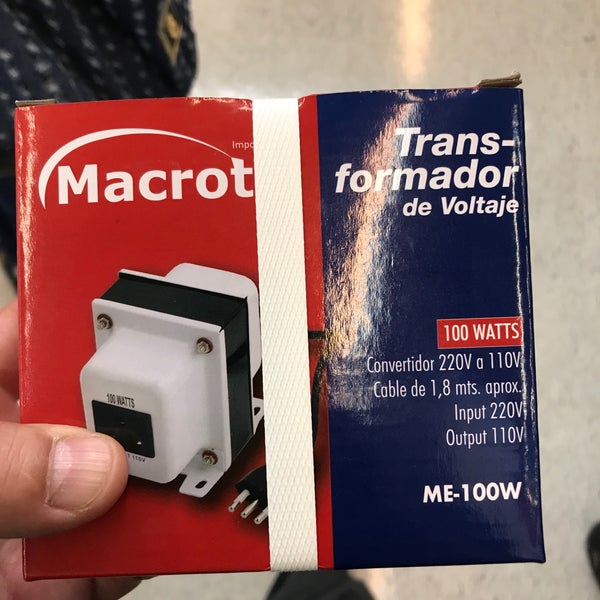 Macrot
Trans-
formador
de Voltaje
100 WATTS
Convertidor 220V a 110V
Cable de 1,8 mts. aprox.
Input 220V
Output 110V
ME-100W
100 WATTS
110V